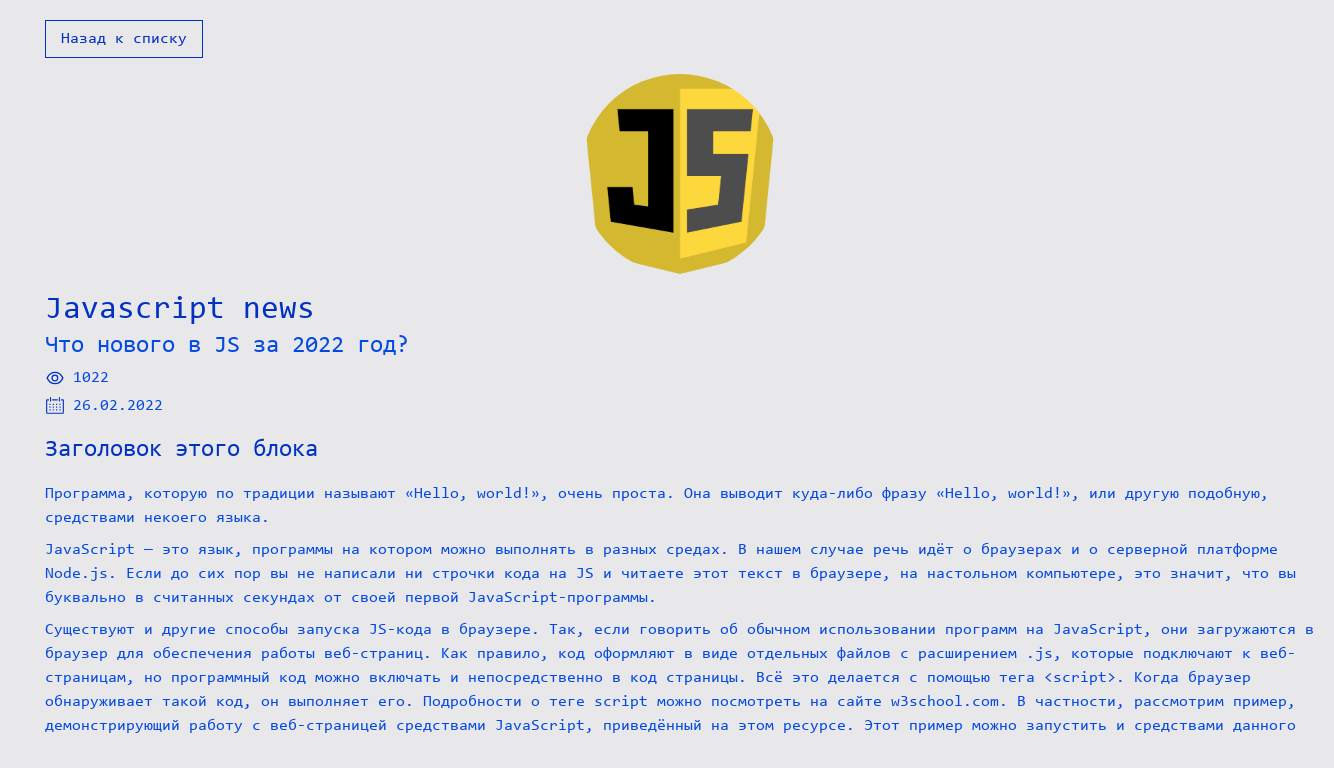 Назад к списку
JS
Javascript news
Что нового в JS за 2022 год?
1022
26.02.2022
Заголовок этого блока
Программа, которую по традиции называют «Hello, world!», очень проста. Она выводит куда-либо фразу «Hello, world!», или другую подобную,
средствами некоего языка.
JavaScript — это язык, программы на котором можно выполнять в разных средах. В нашем случае речь идёт о браузерах и о серверной платформе
Node.js. Если до сих пор вы не написали ни строчки кода на JS и читаете этот текст в браузере, на настольном компьютере, это значит, что вы
буквально в считанных секундах от своей первой JavaScript-программы.
Существуют и другие способы запуска JS-кода в браузере. Так, если говорить об обычном использовании программ на JavaScript, они загружаются в
браузер для обеспечения работы веб-страниц. Как правило, код оформляют в виде отдельных файлов с расширением .js, которые подключают к веб-
страницам, но программный код можно включать и непосредственно в код страницы. Всё это делается с помощью тега <script>. Когда браузер
обнаруживает такой код, он выполняет его. Подробности о теге script можно посмотреть на сайте w3school.com. В частности, рассмотрим пример,
демонстрирующий работу с веб-страницей средствами JavaScript, приведённый на этом ресурсе. Этот пример можно запустить и средствами данного